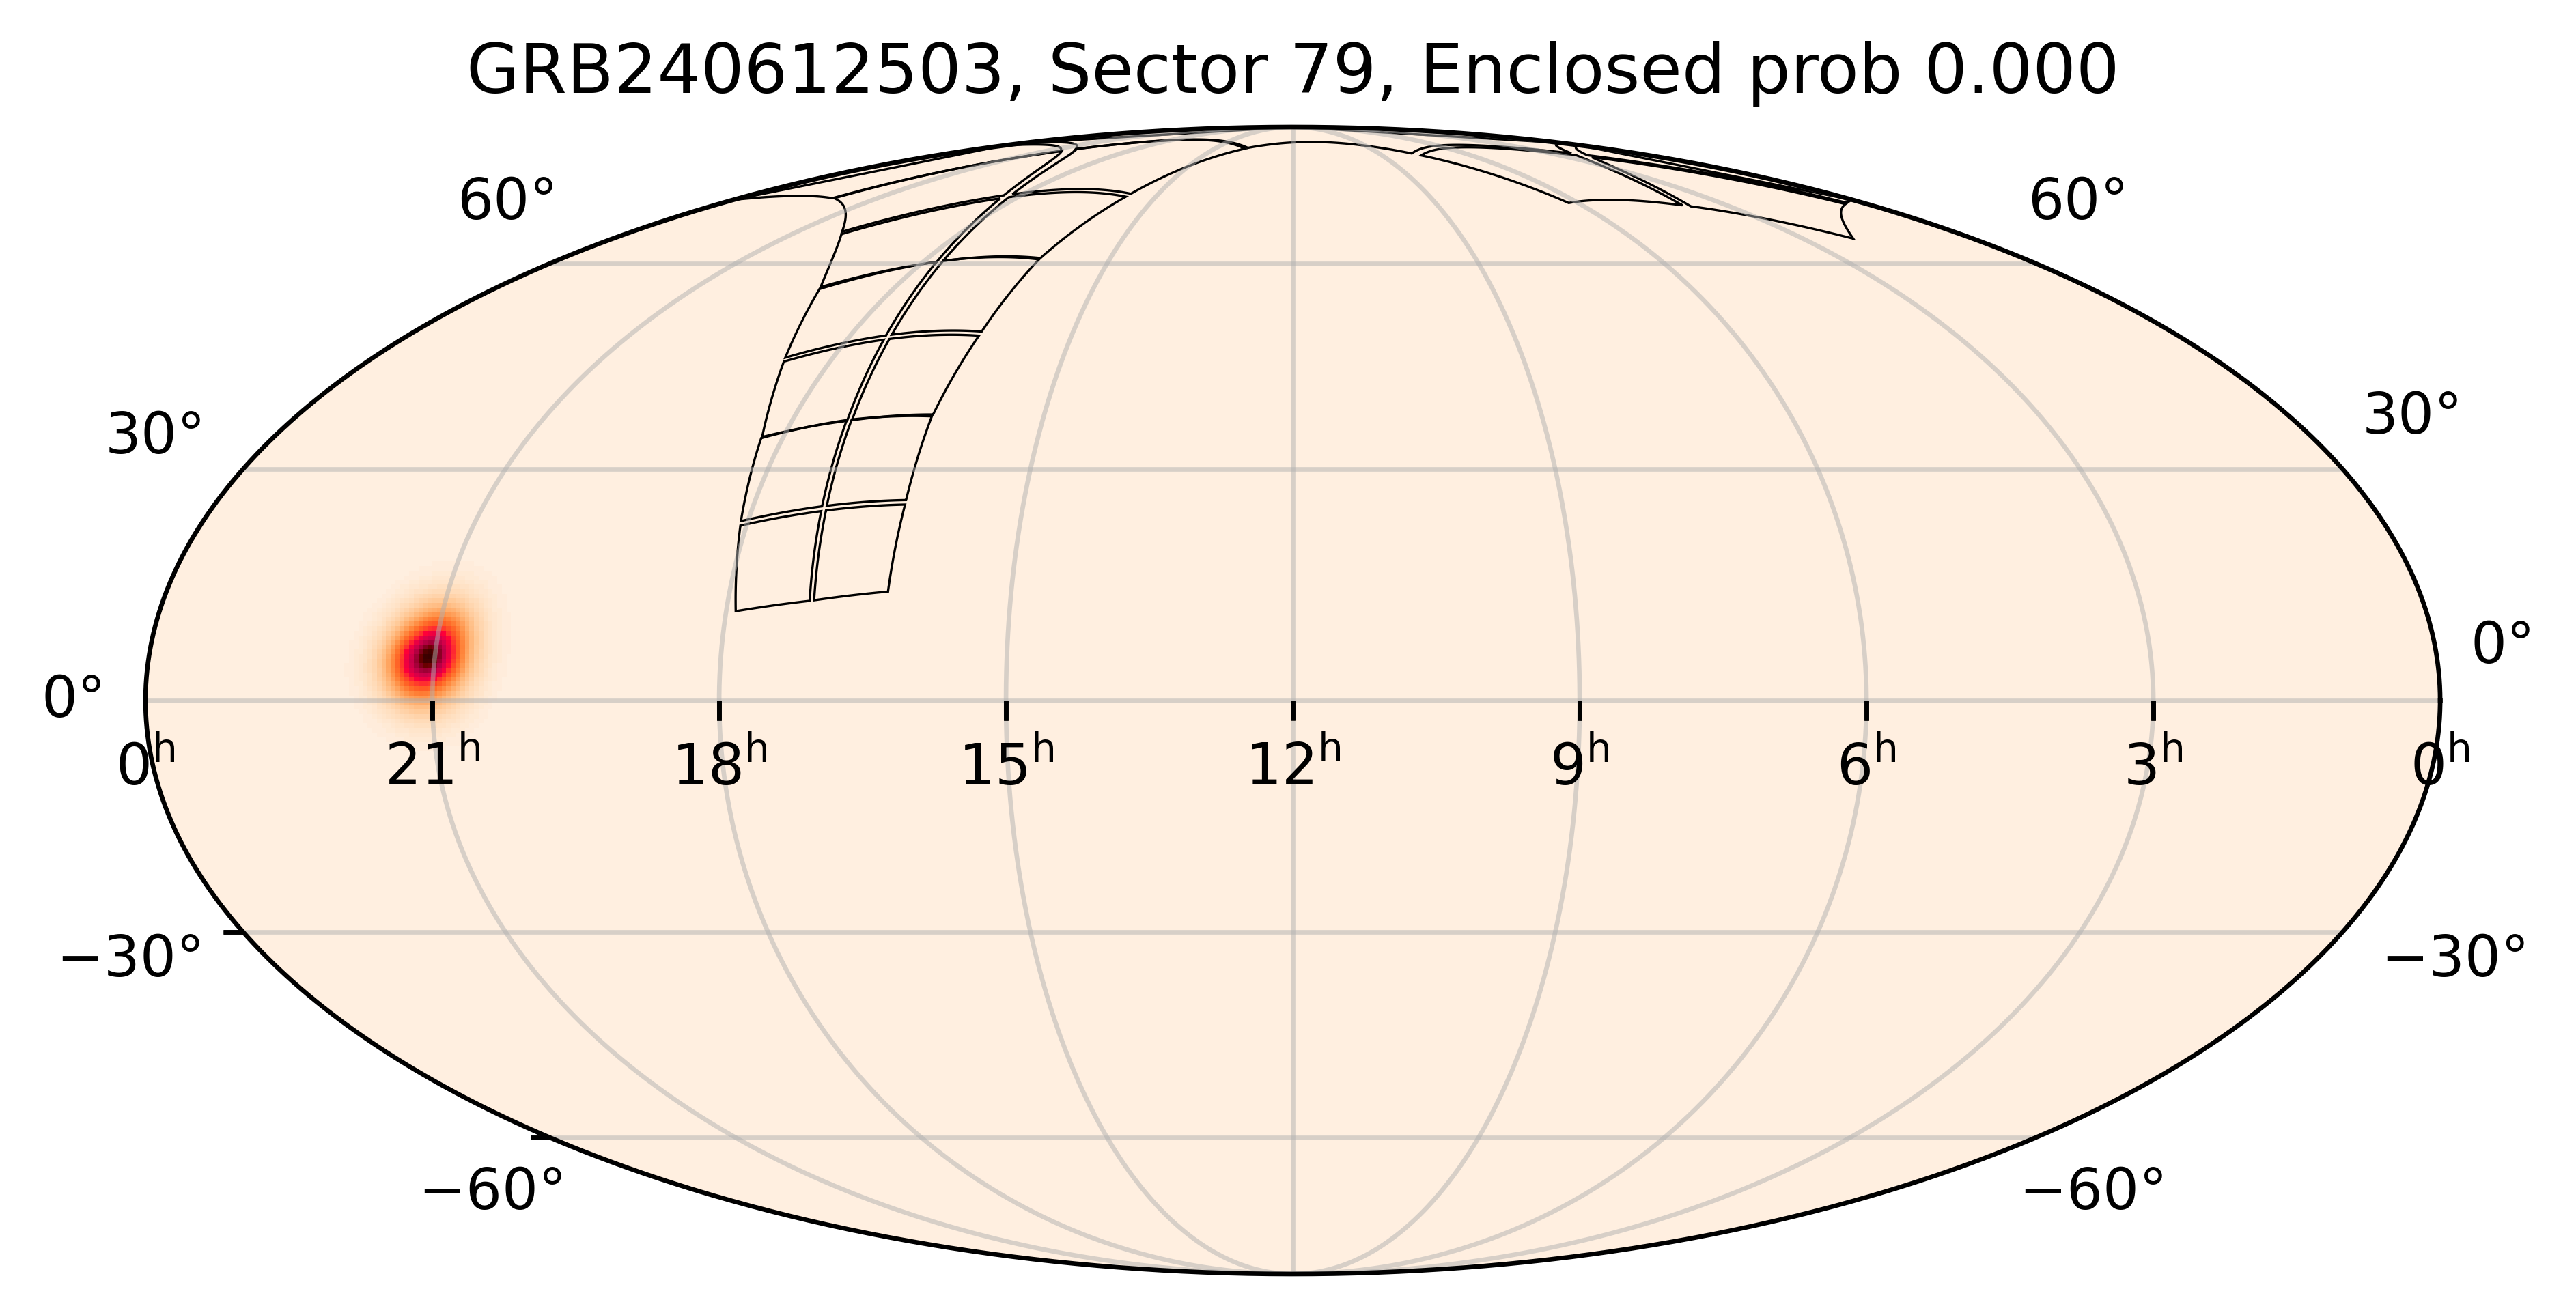 GRB240612503, Sector 79, Enclosed prob 0.000
60° 60°
30° 30°
0° 0°
0h 21h 18h 15h 12h 9h 6h 3h 0h
−30° −30°
−60° −60°